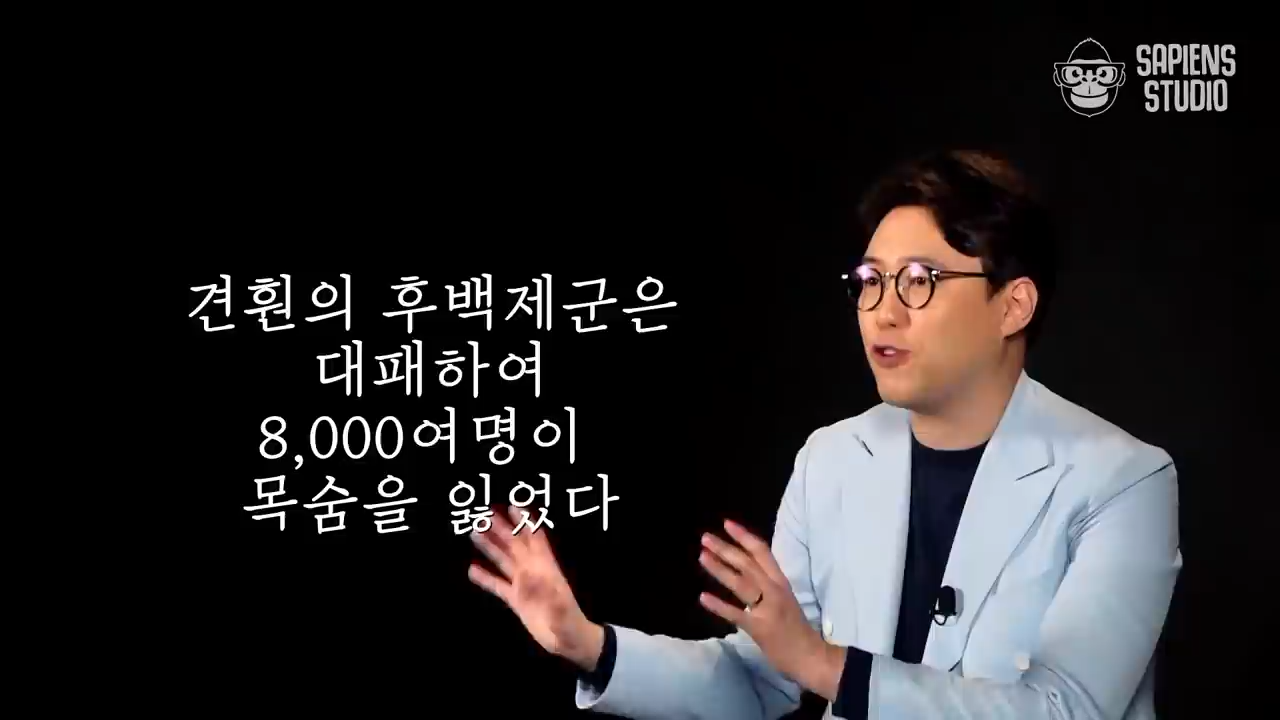 SAPIENS
STUDIO
견훤의 후백제군은
대패하여
8,000여명이
목숨을 잃었다